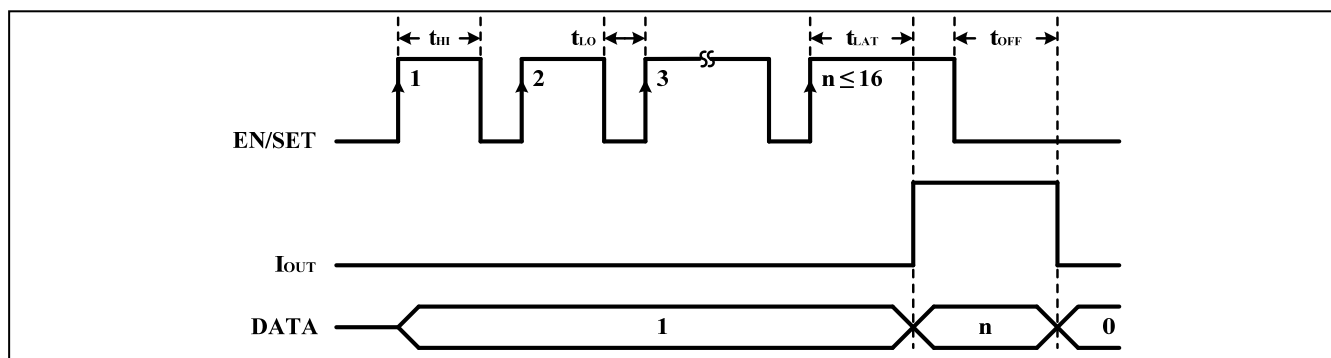 tHI tLO tLAT tOFF
1 2 3 n ≤ 16
EN/SET
IOUT
DATA 1 n 0